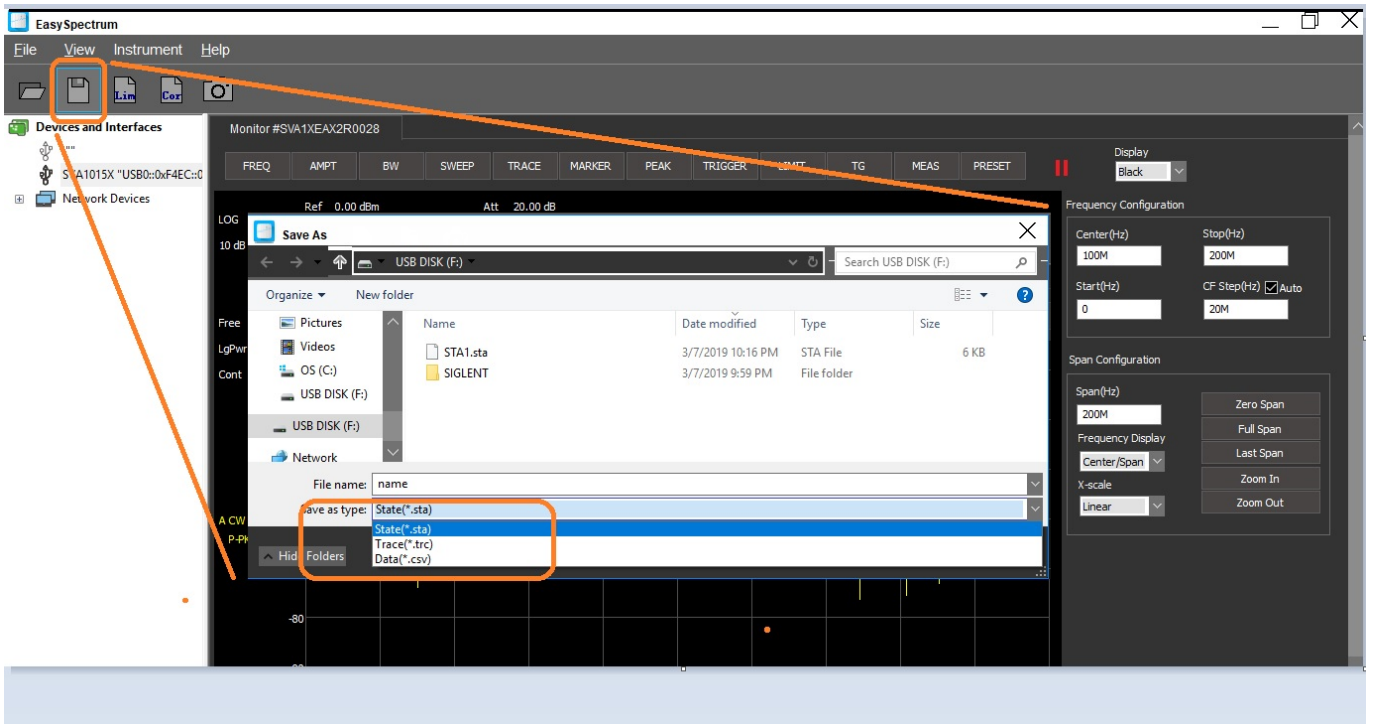 EasySpectrum
File View Instrument Help
Lim Cor
Devices and Interfaces
Monitor #SVA1XEAX2R0028
""
1015X "USB0::0xF4EC::0
Network Devices
FREQ AMPT BW SWEEP TRACE MARKER PEAK TRIGGER LIMIT TG MEAS PRESET
Display
Black
Ref 0.00 dBm Att 20.00 dB
LOG
10 dB
Free
LgPwr
Cont
A CW
Save As
USB DISK (F:)
Search USB DISK (F:)
Organize New folder
Pictures
Videos
OS (C:)
USB DISK (F:)
USB DISK (F:)
Network
Name Date modified Type Size
STA1.sta 3/7/2019 10:16 PM STA File 6 KB
SIGLENT 3/7/2019 9:59 PM File folder
File name: name
Save as type: State(*.sta)
State(*.sta)
Trace(*.trc)
Data(*.csv)
Hide Folders
-80
Frequency Configuration
Center(Hz) Stop(Hz)
100M 200M
Start(Hz) CF Step(Hz) Auto
0 20M
Span Configuration
Span(Hz)
200M
Frequency Display
Center/Span
X-scale
Linear
Zero Span
Full Span
Last Span
Zoom In
Zoom Out